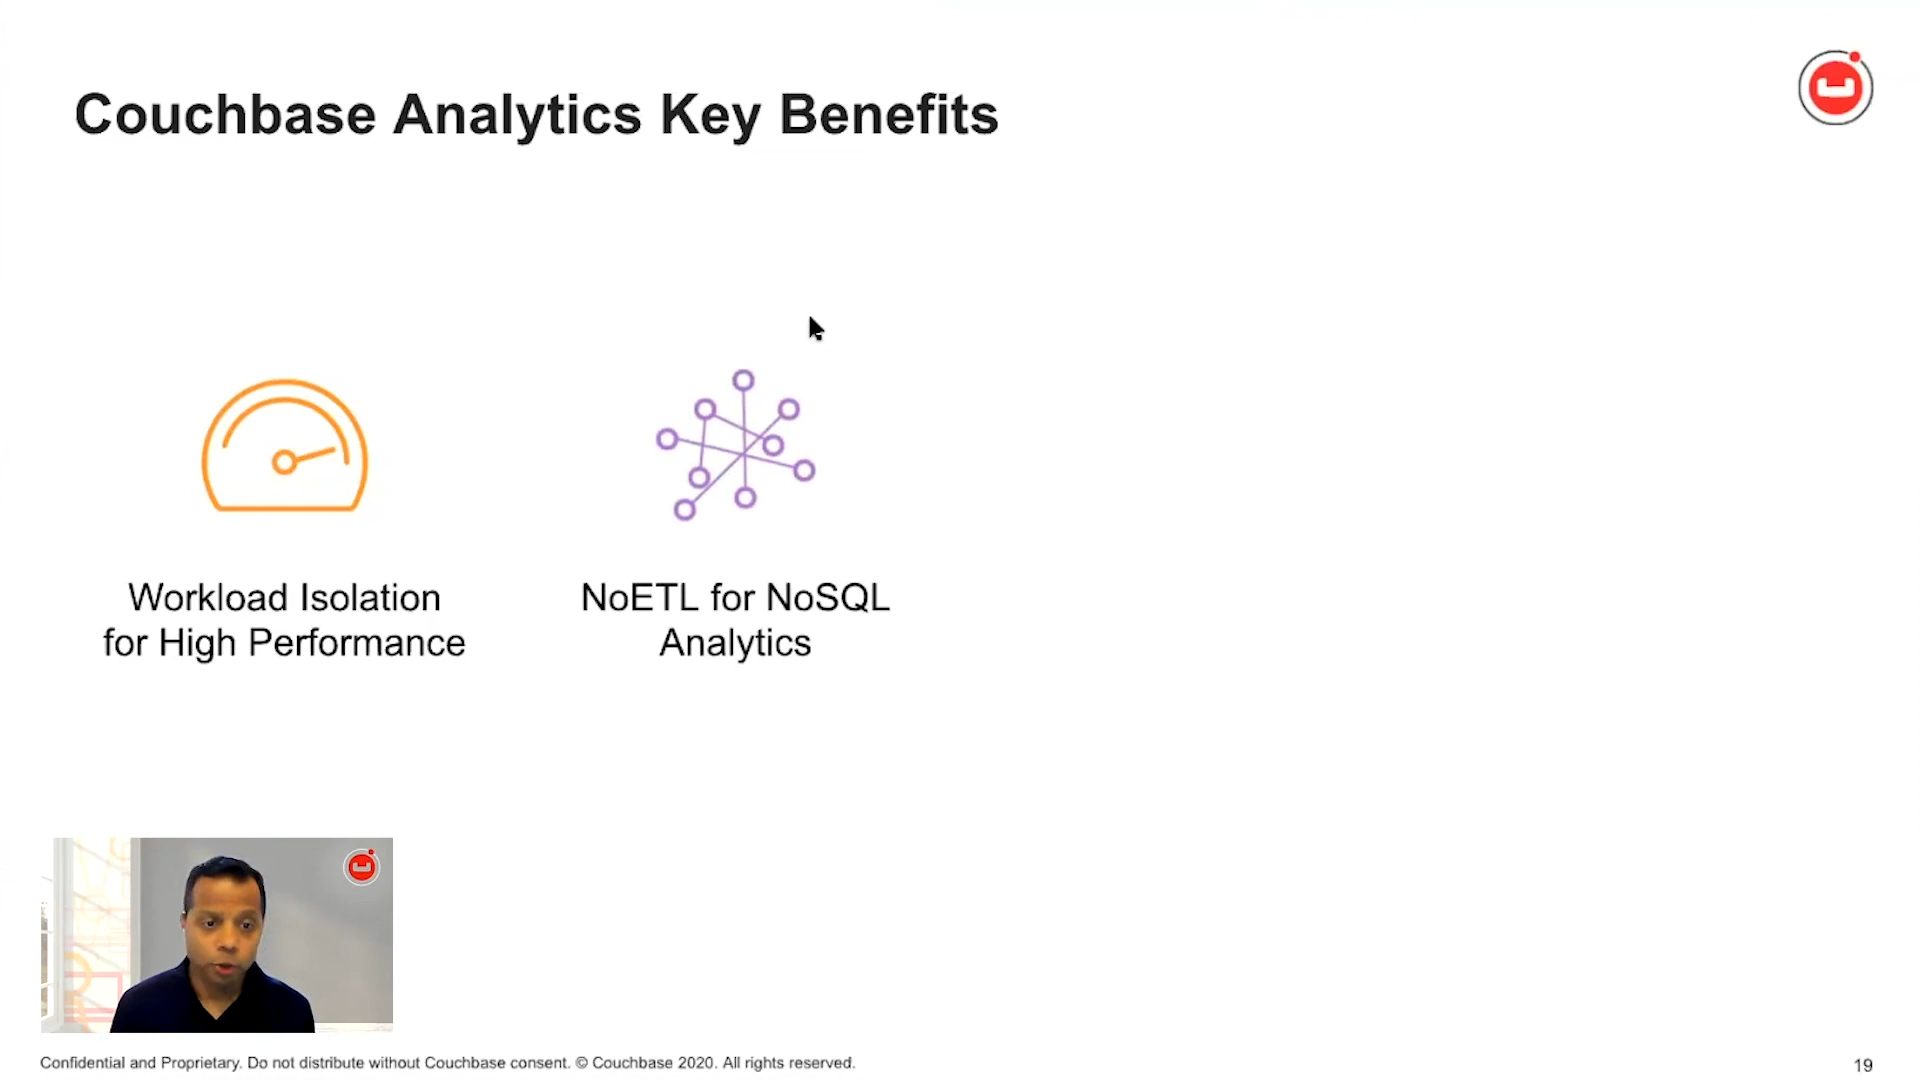 Couchbase Analytics Key Benefits
Workload Isolation
for High Performance
NoETL for NoSQL
Analytics
Confidential and Proprietary. Do not distribute without Couchbase consent. © Couchbase 2020. All rights reserved.
19